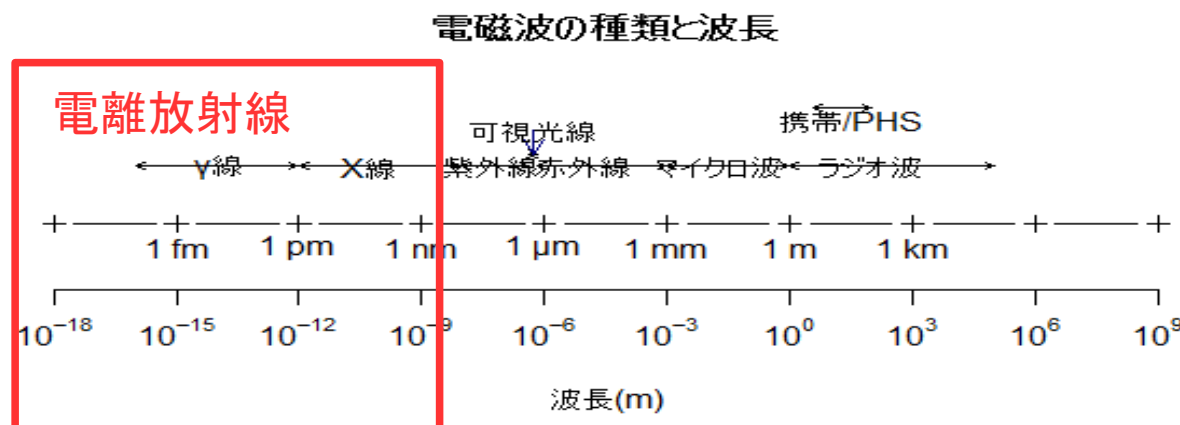 電磁波の種類と波長
電離放射線
可視光線
携帯/PHS
γ線 X線 紫外線 赤外線 マイクロ波 ラジオ波
1 fm 1 pm 1 nm 1 μm 1 mm 1 m 1 km
10⁻¹⁸ 10⁻¹⁵ 10⁻¹² 10⁻⁹ 10⁻⁶ 10⁻³ 10⁰ 10³ 10⁶ 10⁹
波長(m)